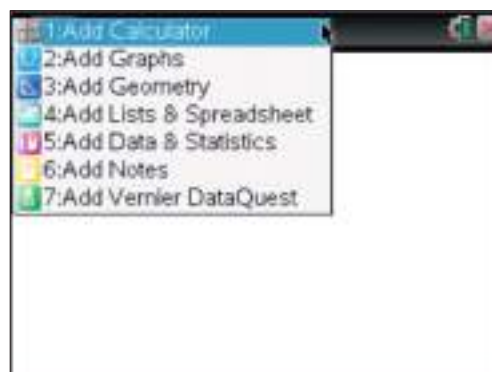 1:Add Calculator
2:Add Graphs
3:Add Geometry
4:Add Lists & Spreadsheet
5:Add Data & Statistics
6:Add Notes
7:Add Vernier DataQuest